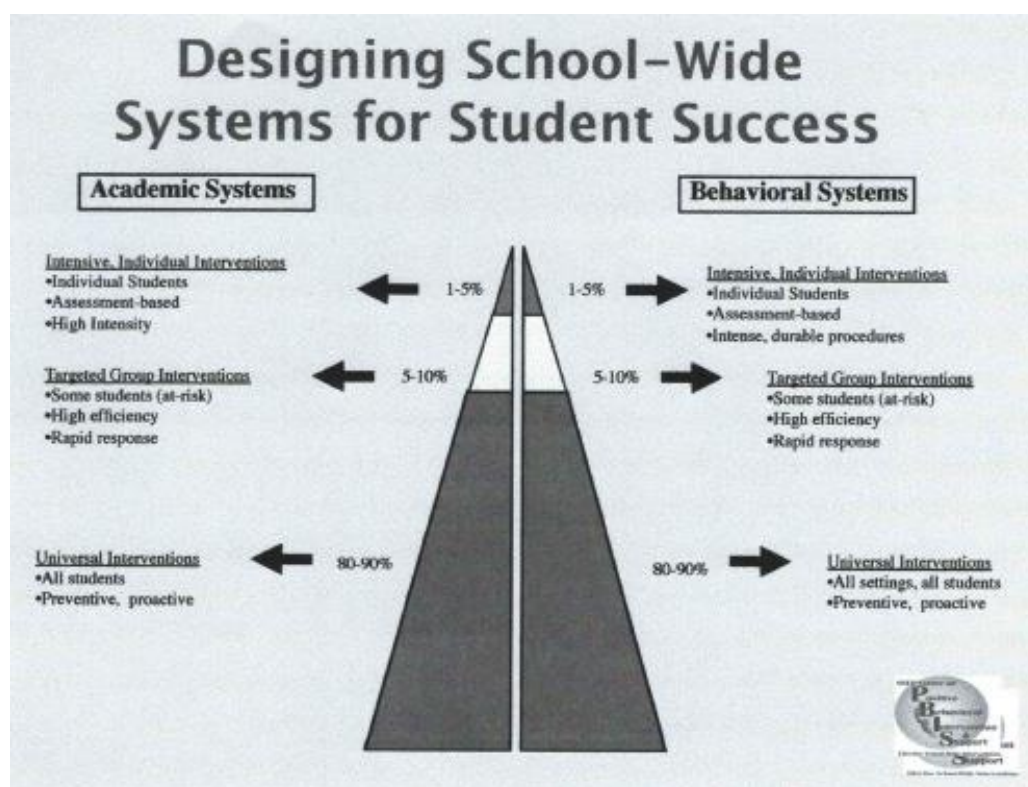 Designing School-Wide
Systems for Student Success
Academic Systems
Behavioral Systems
Intensive, Individual Interventions
•Individual Students
•Assessment-based
•High Intensity
1-5%
1-5%
Intensive, Individual Interventions
•Individual Students
•Assessment-based
•Intense, durable procedures
Targeted Group Interventions
•Some students (at-risk)
•High efficiency
•Rapid response
5-10%
5-10%
Targeted Group Interventions
•Some students (at-risk)
•High efficiency
•Rapid response
Universal Interventions
•All students
•Preventive, proactive
80-90%
80-90%
Universal Interventions
•All settings, all students
•Preventive, proactive
Positive
Behavioral
Interventions
Support